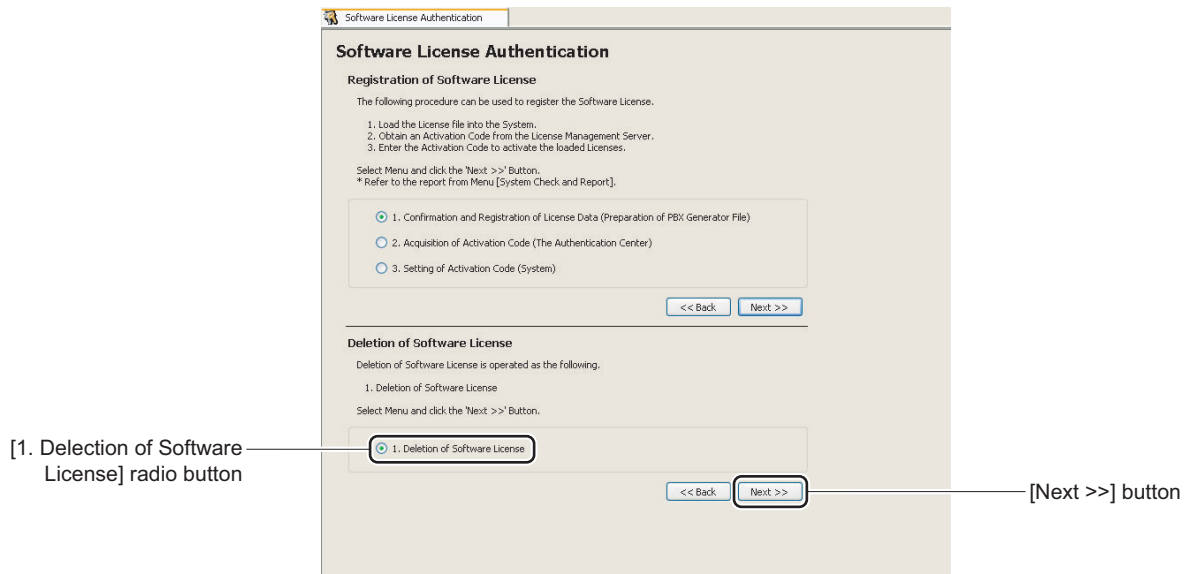 Software License Authentication
Software License Authentication
Registration of Software License
The following procedure can be used to register the Software License.
1. Load the License file into the System.
2. Obtain an Activation Code from the License Management Server.
3. Enter the Activation Code to activate the loaded Licenses.
Select Menu and click the 'Next >>' Button.
* Refer to the report from Menu [System Check and Report].
1. Confirmation and Registration of License Data (Preparation of PBX Generator File)
2. Acquisition of Activation Code (The Authentication Center)
3. Setting of Activation Code (System)
<< Back Next >>
Deletion of Software License
Deletion of Software License is operated as the following.
1. Deletion of Software License
Select Menu and click the 'Next >>' Button.
[1. Delection of Software
License] radio button
1. Deletion of Software License
<< Back Next >>
[Next >>] button